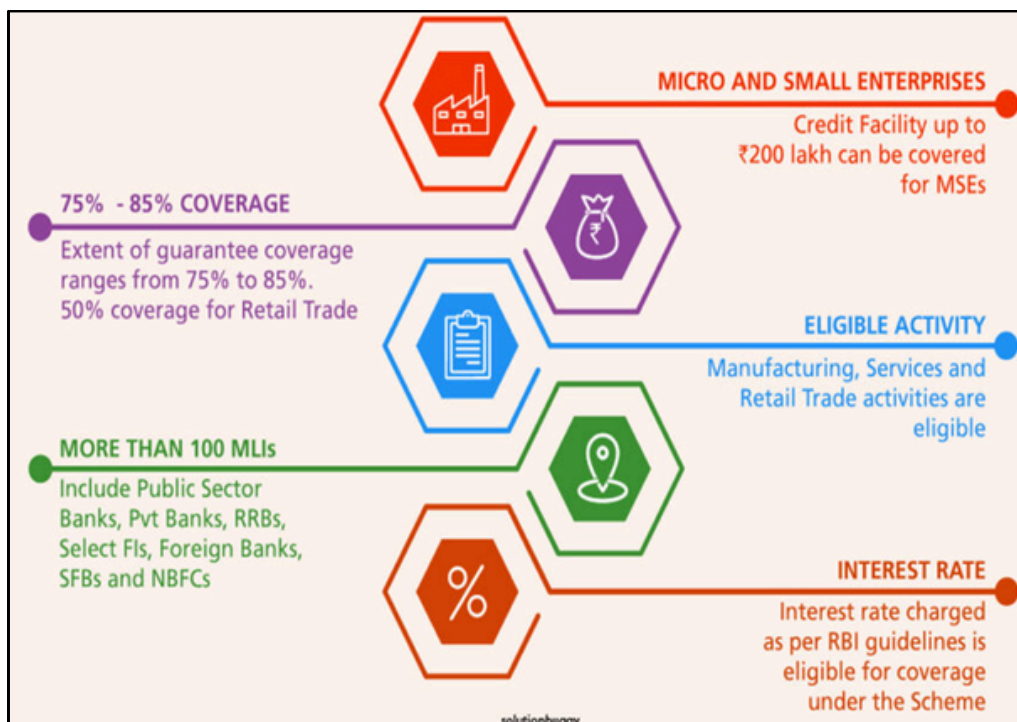 MICRO AND SMALL ENTERPRISES
Credit Facility up to
₹200 lakh can be covered
for MSEs
75% - 85% COVERAGE
Extent of guarantee coverage
ranges from 75% to 85%.
50% coverage for Retail Trade
₹
ELIGIBLE ACTIVITY
Manufacturing, Services and
Retail Trade activities are
eligible
MORE THAN 100 MLIs
Include Public Sector
Banks, Pvt Banks, RRBs,
Select FIs, Foreign Banks,
SFBs and NBFCs
%
INTEREST RATE
Interest rate charged
as per RBI guidelines is
eligible for coverage
under the Scheme
solutionbuggy